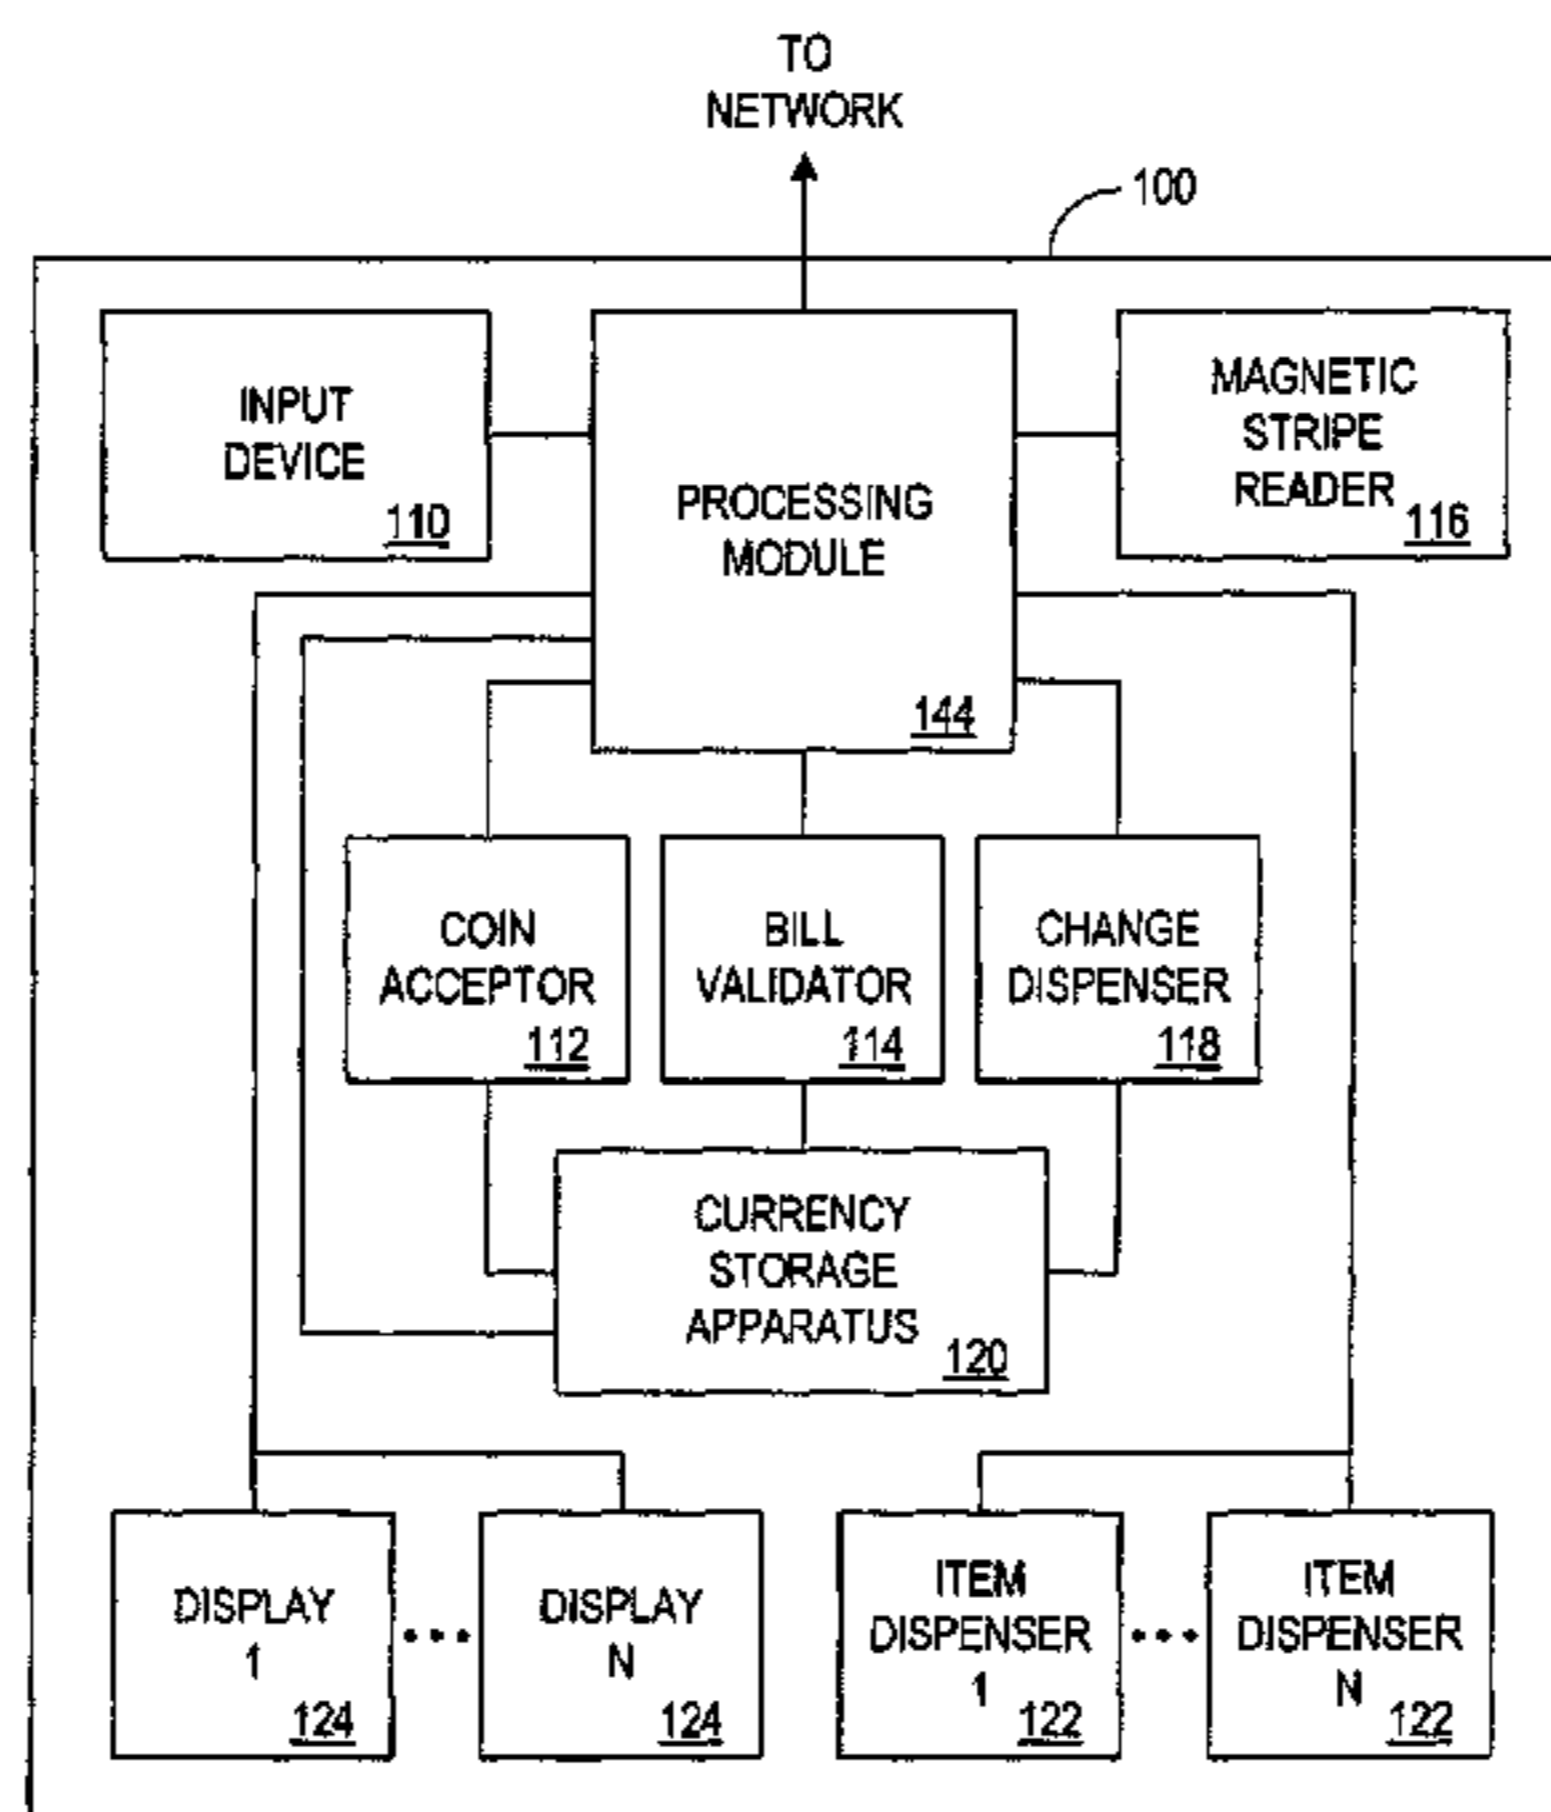 TO
NETWORK
100
INPUT
DEVICE
110
PROCESSING
MODULE
144
MAGNETIC
STRIPE
READER
116
COIN
ACCEPTOR
112
BILL
VALIDATOR
114
CHANGE
DISPENSER
118
CURRENCY
STORAGE
APPARATUS
120
DISPLAY
1
124
DISPLAY
N
124
ITEM
DISPENSER
1
122
ITEM
DISPENSER
N
122